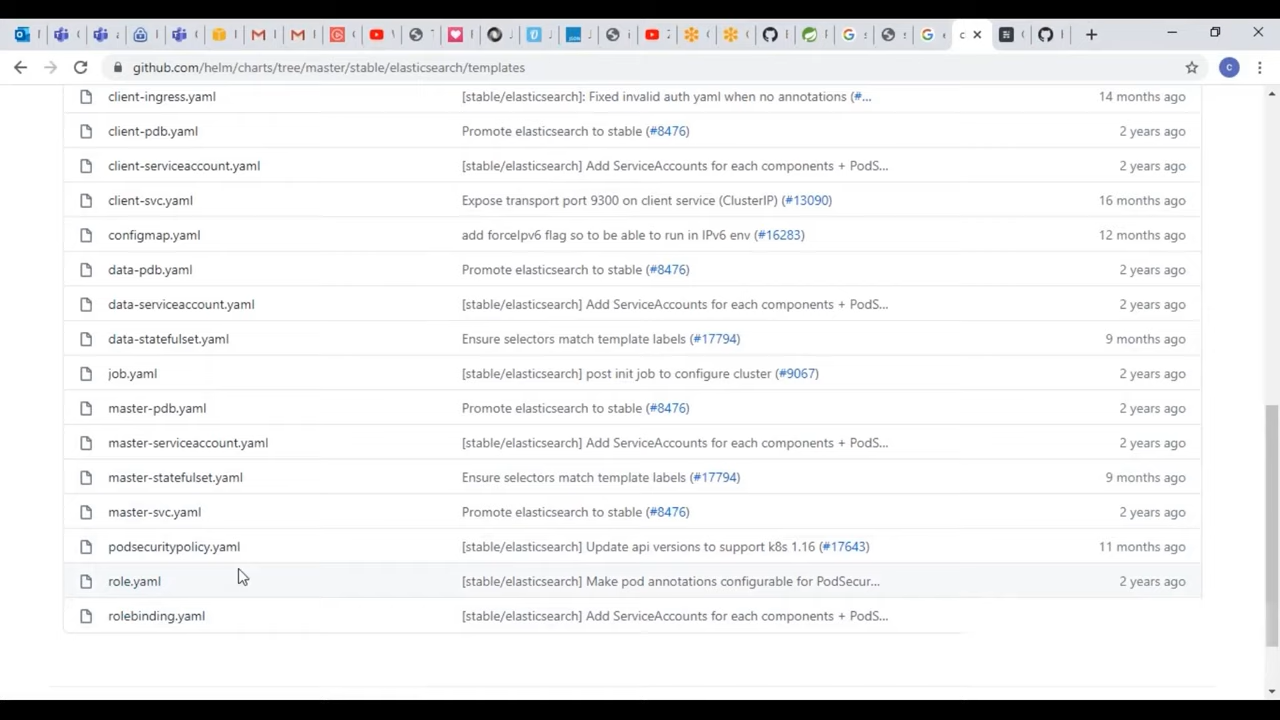 github.com/helm/charts/tree/master/stable/elasticsearch/templates
client-ingress.yaml [stable/elasticsearch]: Fixed invalid auth yaml when no annotations (#... 14 months ago
client-pdb.yaml Promote elasticsearch to stable (#8476) 2 years ago
client-serviceaccount.yaml [stable/elasticsearch] Add ServiceAccounts for each components + PodS... 2 years ago
client-svc.yaml Expose transport port 9300 on client service (ClusterIP) (#13090) 16 months ago
configmap.yaml add forceIpv6 flag so to be able to run in IPv6 env (#16283) 12 months ago
data-pdb.yaml Promote elasticsearch to stable (#8476) 2 years ago
data-serviceaccount.yaml [stable/elasticsearch] Add ServiceAccounts for each components + PodS... 2 years ago
data-statefulset.yaml Ensure selectors match template labels (#17794) 9 months ago
job.yaml [stable/elasticsearch] post init job to configure cluster (#9067) 2 years ago
master-pdb.yaml Promote elasticsearch to stable (#8476) 2 years ago
master-serviceaccount.yaml [stable/elasticsearch] Add ServiceAccounts for each components + PodS... 2 years ago
master-statefulset.yaml Ensure selectors match template labels (#17794) 9 months ago
master-svc.yaml Promote elasticsearch to stable (#8476) 2 years ago
podsecuritypolicy.yaml [stable/elasticsearch] Update api versions to support k8s 1.16 (#17643) 11 months ago
role.yaml [stable/elasticsearch] Make pod annotations configurable for PodSecur... 2 years ago
rolebinding.yaml [stable/elasticsearch] Add ServiceAccounts for each components + PodS... 2 years ago